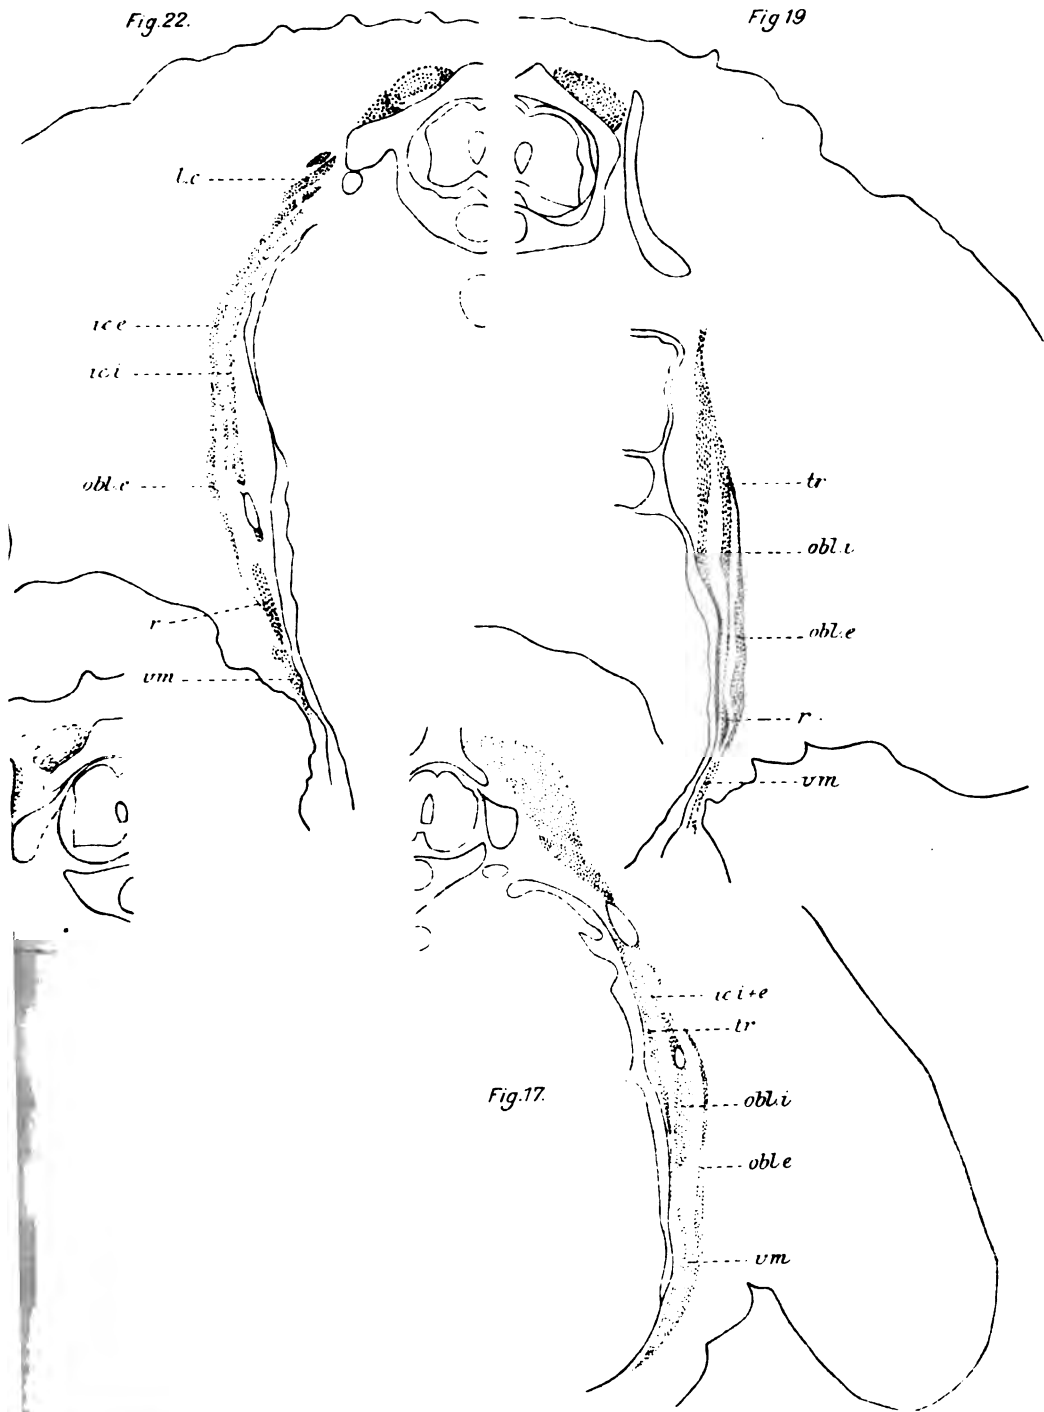 Fig.22.
Fig 19
l.c
ic e
ic.i
obl.e
r
vm
tr
obl.i
obl.e
r.
vm
ic i+e
tr
Fig.17.
obl.i
obl.e
vm